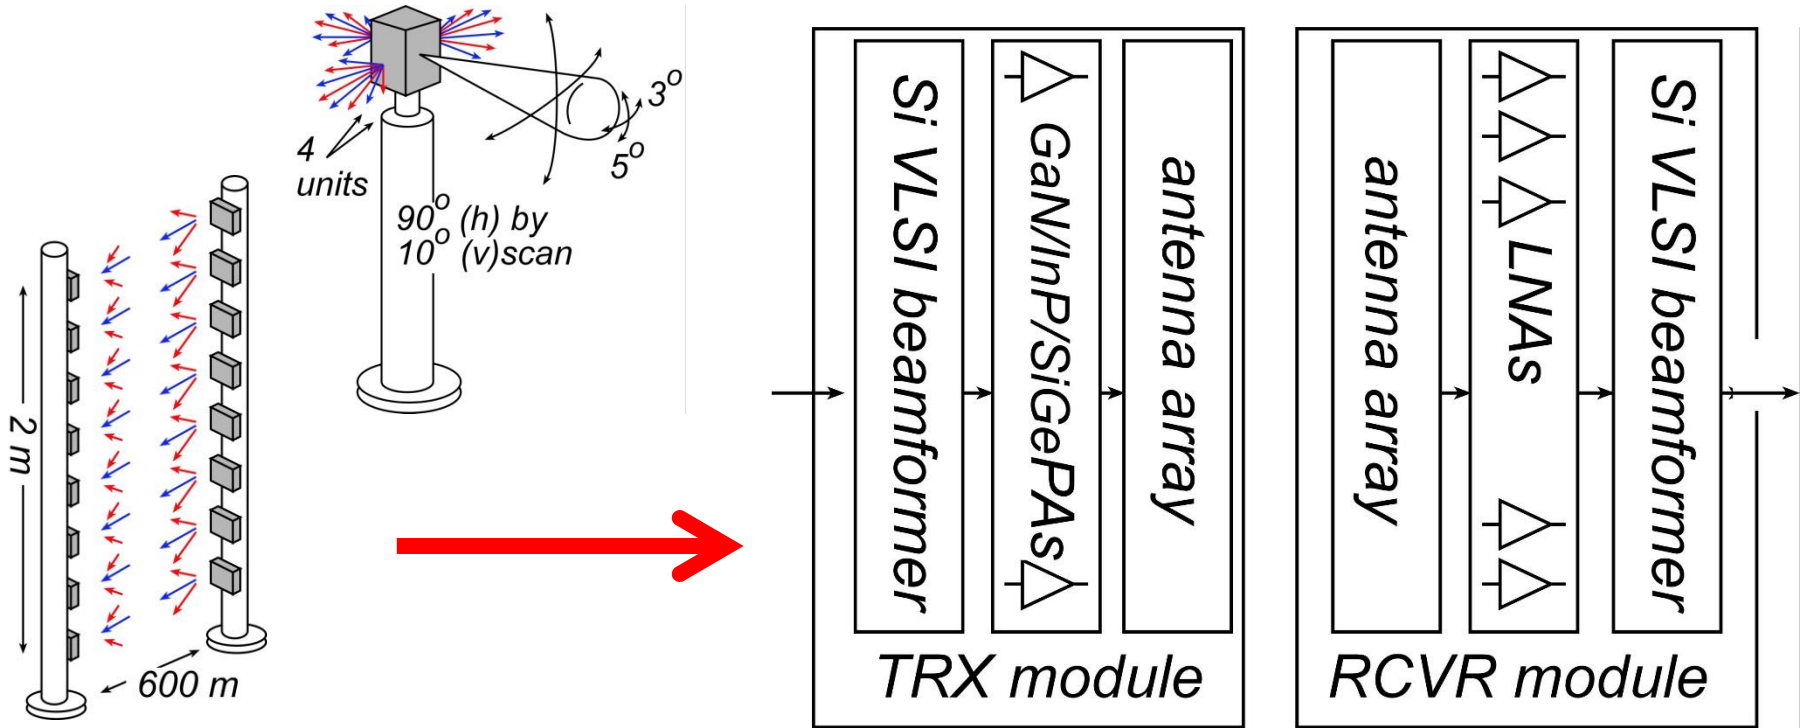 4
units
3°
5°
90° (h) by
10° (v)scan
2 m
600 m
Si VLSI beamformer
GaN/InP/SiGePAs
antenna array
TRX module
antenna array
LNAs
Si VLSI beamformer
RCVR module